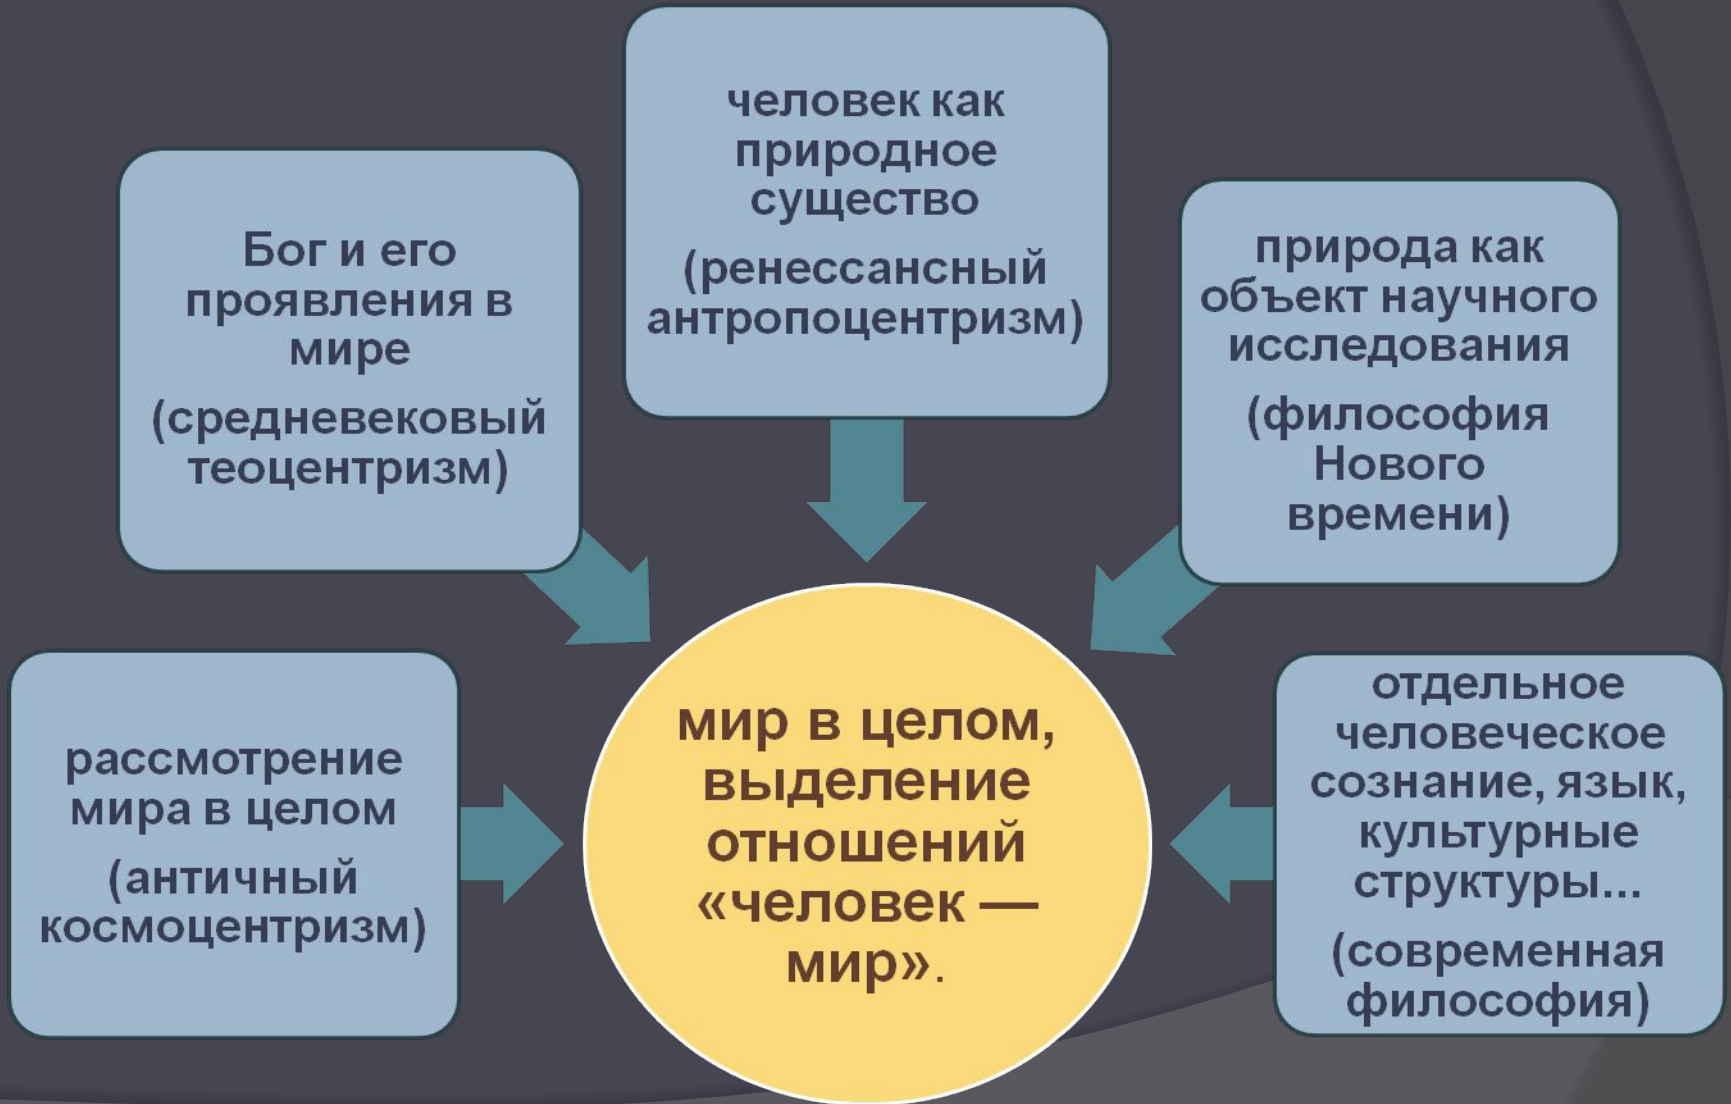 человек как
природное
существо
(ренессансный
антропоцентризм)
Бог и его
проявления в
мире
(средневековый
теоцентризм)
природа как
объект научного
исследования
(философия
Нового
времени)
рассмотрение
мира в целом
(античный
космоцентризм)
мир в целом,
выделение
отношений
«человек —
мир».
отдельное
человеческое
сознание, язык,
культурные
структуры...
(современная
философия)